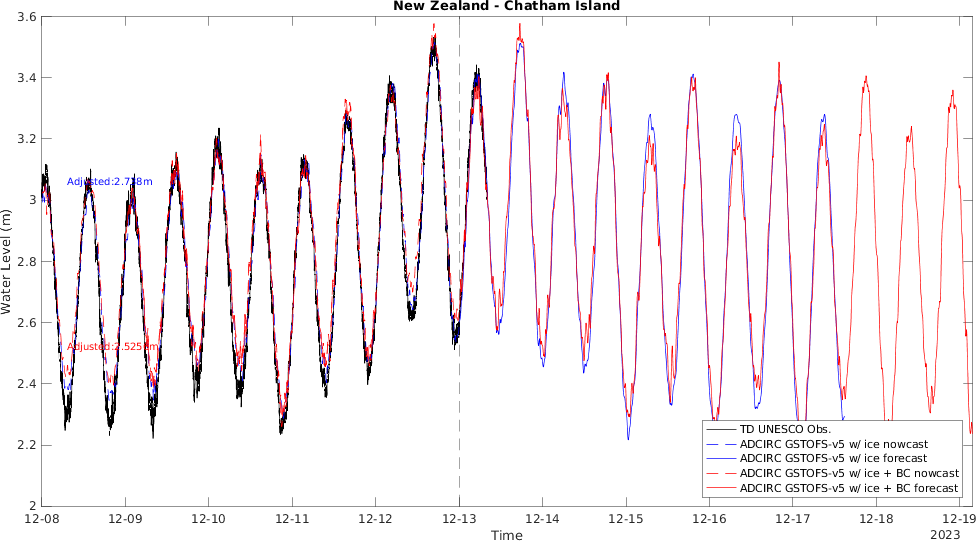 New Zealand - Chatham Island
3.6
3.4
3.2
3
2.8
2.6
2.4
2.2
2
Water Level (m)
Adjusted:2.718m
Adjusted:2.525m
TD UNESCO Obs.
ADCIRC GSTOFS-v5 w/ ice nowcast
ADCIRC GSTOFS-v5 w/ ice forecast
ADCIRC GSTOFS-v5 w/ ice + BC nowcast
ADCIRC GSTOFS-v5 w/ ice + BC forecast
12-08 12-09 12-10 12-11 12-12 12-13 12-14 12-15 12-16 12-17 12-18 12-19
Time
2023